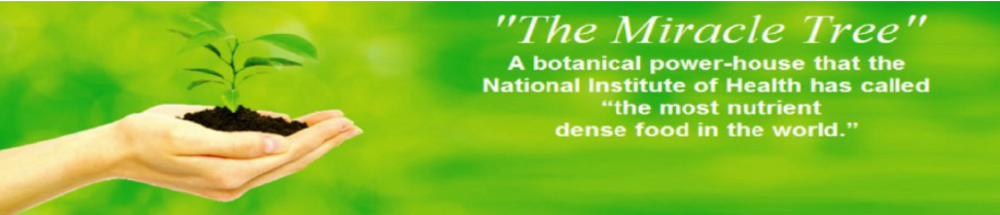 "The Miracle Tree"
A botanical power-house that the
National Institute of Health has called
“the most nutrient
dense food in the world.”